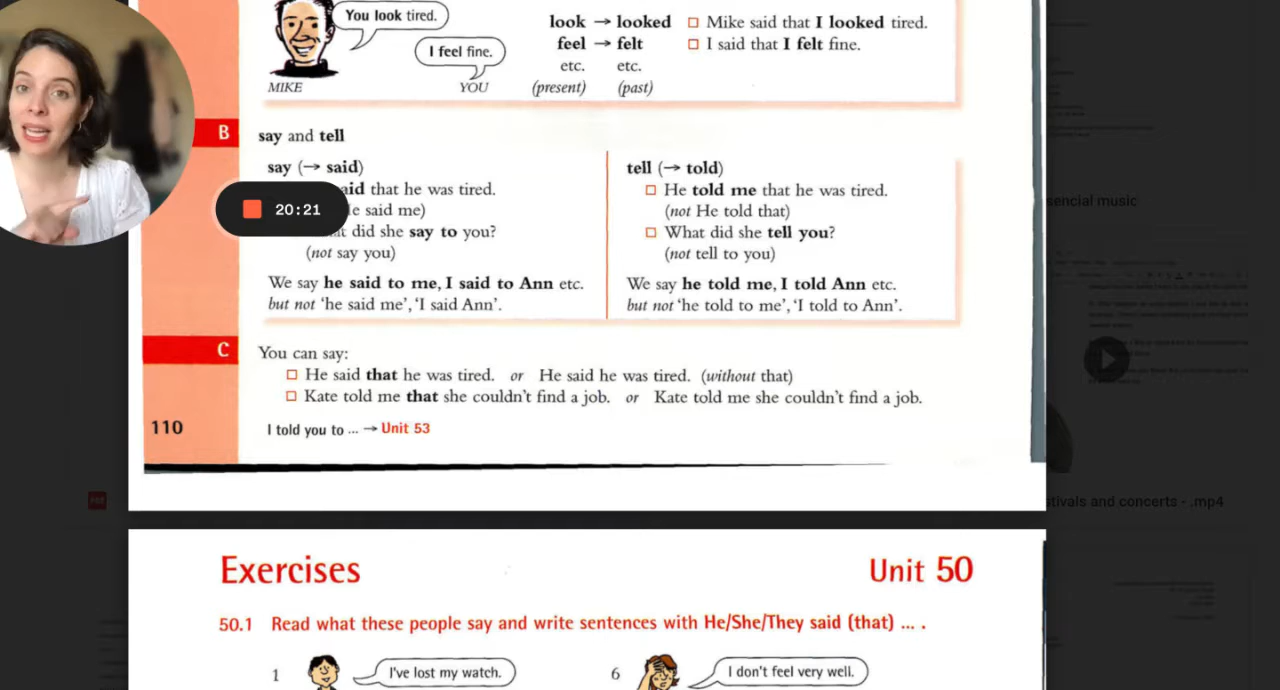 You look tired.
I feel fine.
MIKE
YOU
look → looked
feel → felt
etc. etc.
(present) (past)
□ Mike said that I looked tired.
□ I said that I felt fine.
B
say and tell
say (→ said)
aid that he was tired.
e said me)
did she say to you?
(not say you)
We say he said to me, I said to Ann etc.
but not 'he said me', 'I said Ann'.
tell (→ told)
□ He told me that he was tired.
(not He told that)
□ What did she tell you?
(not tell to you)
We say he told me, I told Ann etc.
but not 'he told to me', 'I told to Ann'.
20:21
C
You can say:
□ He said that he was tired. or He said he was tired. (without that)
□ Kate told me that she couldn't find a job. or Kate told me she couldn't find a job.
110
I told you to ... → Unit 53
Exercises
Unit 50
50.1 Read what these people say and write sentences with He/She/They said (that) ... .
1
I've lost my watch.
6
I don't feel very well.
sencial music
stivals and concerts - .mp4